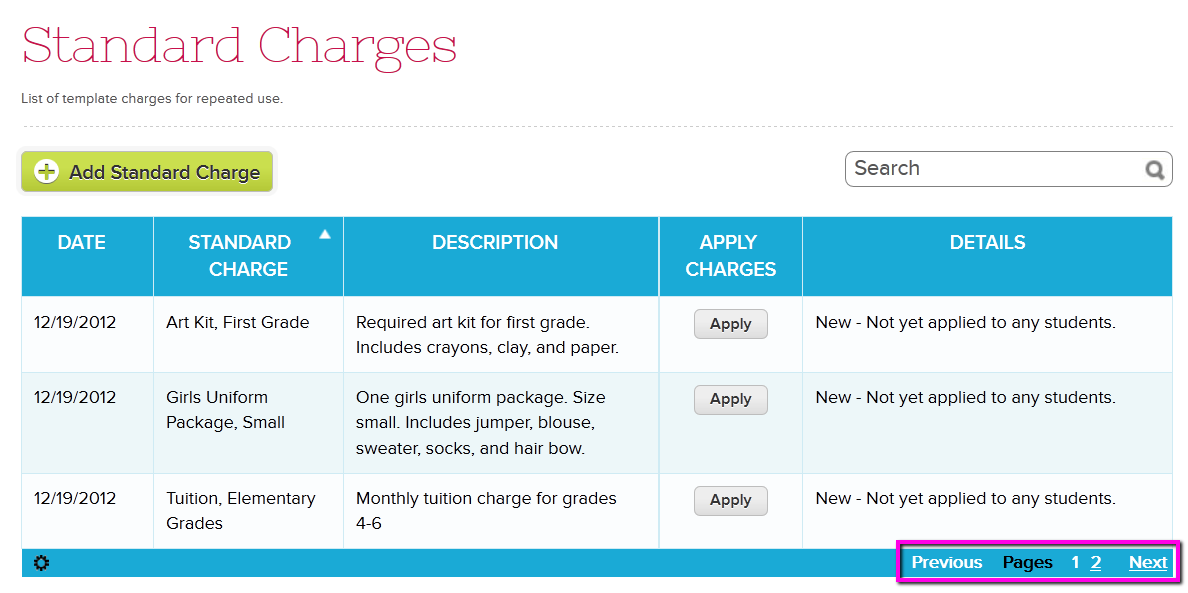 Standard Charges
List of template charges for repeated use.
Add Standard Charge
Search
DATE
STANDARD
CHARGE
DESCRIPTION
APPLY
CHARGES
DETAILS
12/19/2012
Art Kit, First Grade
Required art kit for first grade.
Includes crayons, clay, and paper.
Apply
New - Not yet applied to any students.
12/19/2012
Girls Uniform
Package, Small
One girls uniform package. Size
small. Includes jumper, blouse,
sweater, socks, and hair bow.
Apply
New - Not yet applied to any students.
12/19/2012
Tuition, Elementary
Grades
Monthly tuition charge for grades
4-6
Apply
New - Not yet applied to any students.
Previous Pages 1 2 Next